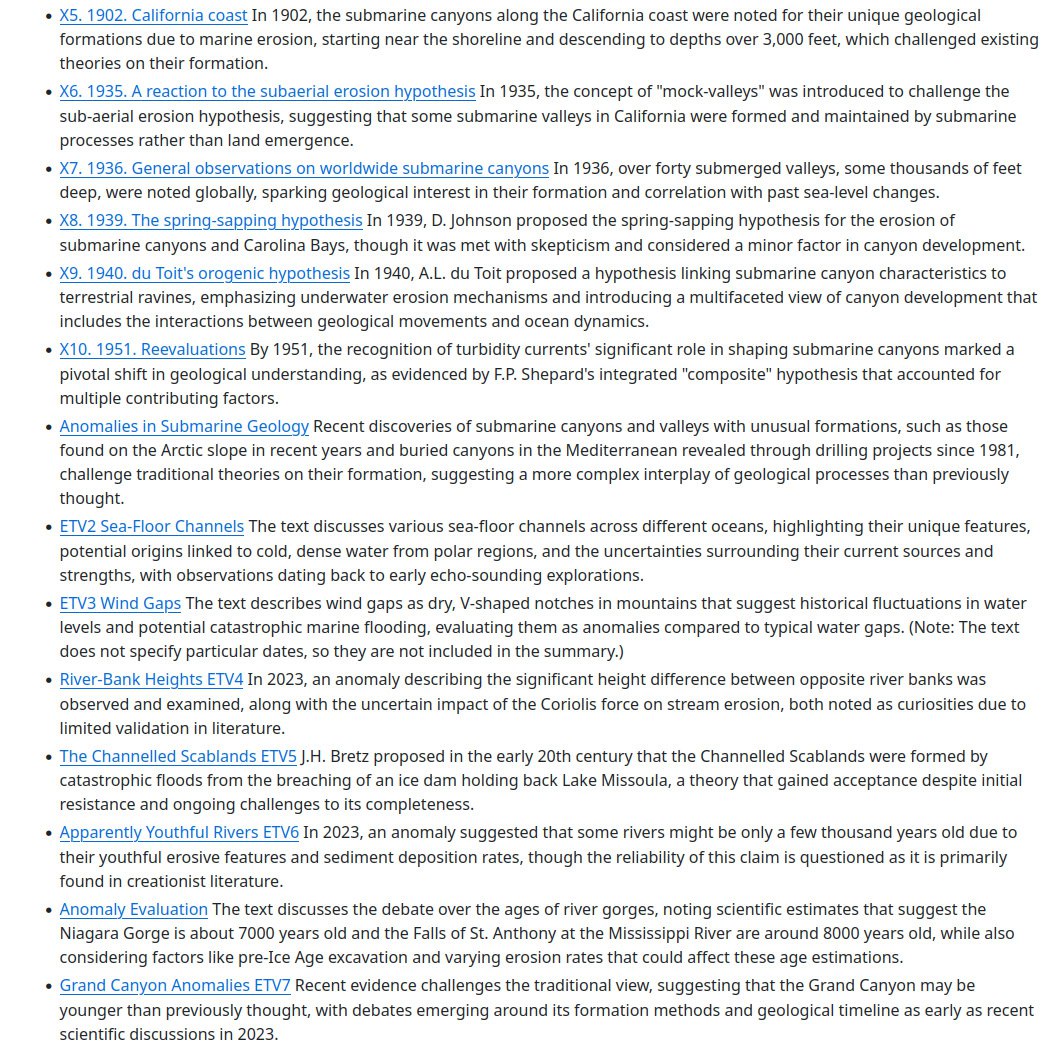 • X5. 1902. California coast In 1902, the submarine canyons along the California coast were noted for their unique geological
formations due to marine erosion, starting near the shoreline and descending to depths over 3,000 feet, which challenged existing
theories on their formation.
• X6. 1935. A reaction to the subaerial erosion hypothesis In 1935, the concept of "mock-valleys" was introduced to challenge the
sub-aerial erosion hypothesis, suggesting that some submarine valleys in California were formed and maintained by submarine
processes rather than land emergence.
• X7. 1936. General observations on worldwide submarine canyons In 1936, over forty submerged valleys, some thousands of feet
deep, were noted globally, sparking geological interest in their formation and correlation with past sea-level changes.
• X8. 1939. The spring-sapping hypothesis In 1939, D. Johnson proposed the spring-sapping hypothesis for the erosion of
submarine canyons and Carolina Bays, though it was met with skepticism and considered a minor factor in canyon development.
• X9. 1940. du Toit's orogenic hypothesis In 1940, A.L. du Toit proposed a hypothesis linking submarine canyon characteristics to
terrestrial ravines, emphasizing underwater erosion mechanisms and introducing a multifaceted view of canyon development that
includes the interactions between geological movements and ocean dynamics.
• X10. 1951. Reevaluations By 1951, the recognition of turbidity currents' significant role in shaping submarine canyons marked a
pivotal shift in geological understanding, as evidenced by F.P. Shepard's integrated "composite" hypothesis that accounted for
multiple contributing factors.
• Anomalies in Submarine Geology Recent discoveries of submarine canyons and valleys with unusual formations, such as those
found on the Arctic slope in recent years and buried canyons in the Mediterranean revealed through drilling projects since 1981,
challenge traditional theories on their formation, suggesting a more complex interplay of geological processes than previously
thought.
• ETV2 Sea-Floor Channels The text discusses various sea-floor channels across different oceans, highlighting their unique features,
potential origins linked to cold, dense water from polar regions, and the uncertainties surrounding their current sources and
strengths, with observations dating back to early echo-sounding explorations.
• ETV3 Wind Gaps The text describes wind gaps as dry, V-shaped notches in mountains that suggest historical fluctuations in water
levels and potential catastrophic marine flooding, evaluating them as anomalies compared to typical water gaps. (Note: The text
does not specify particular dates, so they are not included in the summary.)
• River-Bank Heights ETV4 In 2023, an anomaly describing the significant height difference between opposite river banks was
observed and examined, along with the uncertain impact of the Coriolis force on stream erosion, both noted as curiosities due to
limited validation in literature.
• The Channelled Scablands ETV5 J.H. Bretz proposed in the early 20th century that the Channelled Scablands were formed by
catastrophic floods from the breaching of an ice dam holding back Lake Missoula, a theory that gained acceptance despite initial
resistance and ongoing challenges to its completeness.
• Apparently Youthful Rivers ETV6 In 2023, an anomaly suggested that some rivers might be only a few thousand years old due to
their youthful erosive features and sediment deposition rates, though the reliability of this claim is questioned as it is primarily
found in creationist literature.
• Anomaly Evaluation The text discusses the debate over the ages of river gorges, noting scientific estimates that suggest the
Niagara Gorge is about 7000 years old and the Falls of St. Anthony at the Mississippi River are around 8000 years old, while also
considering factors like pre-Ice Age excavation and varying erosion rates that could affect these age estimations.
• Grand Canyon Anomalies ETV7 Recent evidence challenges the traditional view, suggesting that the Grand Canyon may be
younger than previously thought, with debates emerging around its formation methods and geological timeline as early as recent
scientific discussions in 2023.